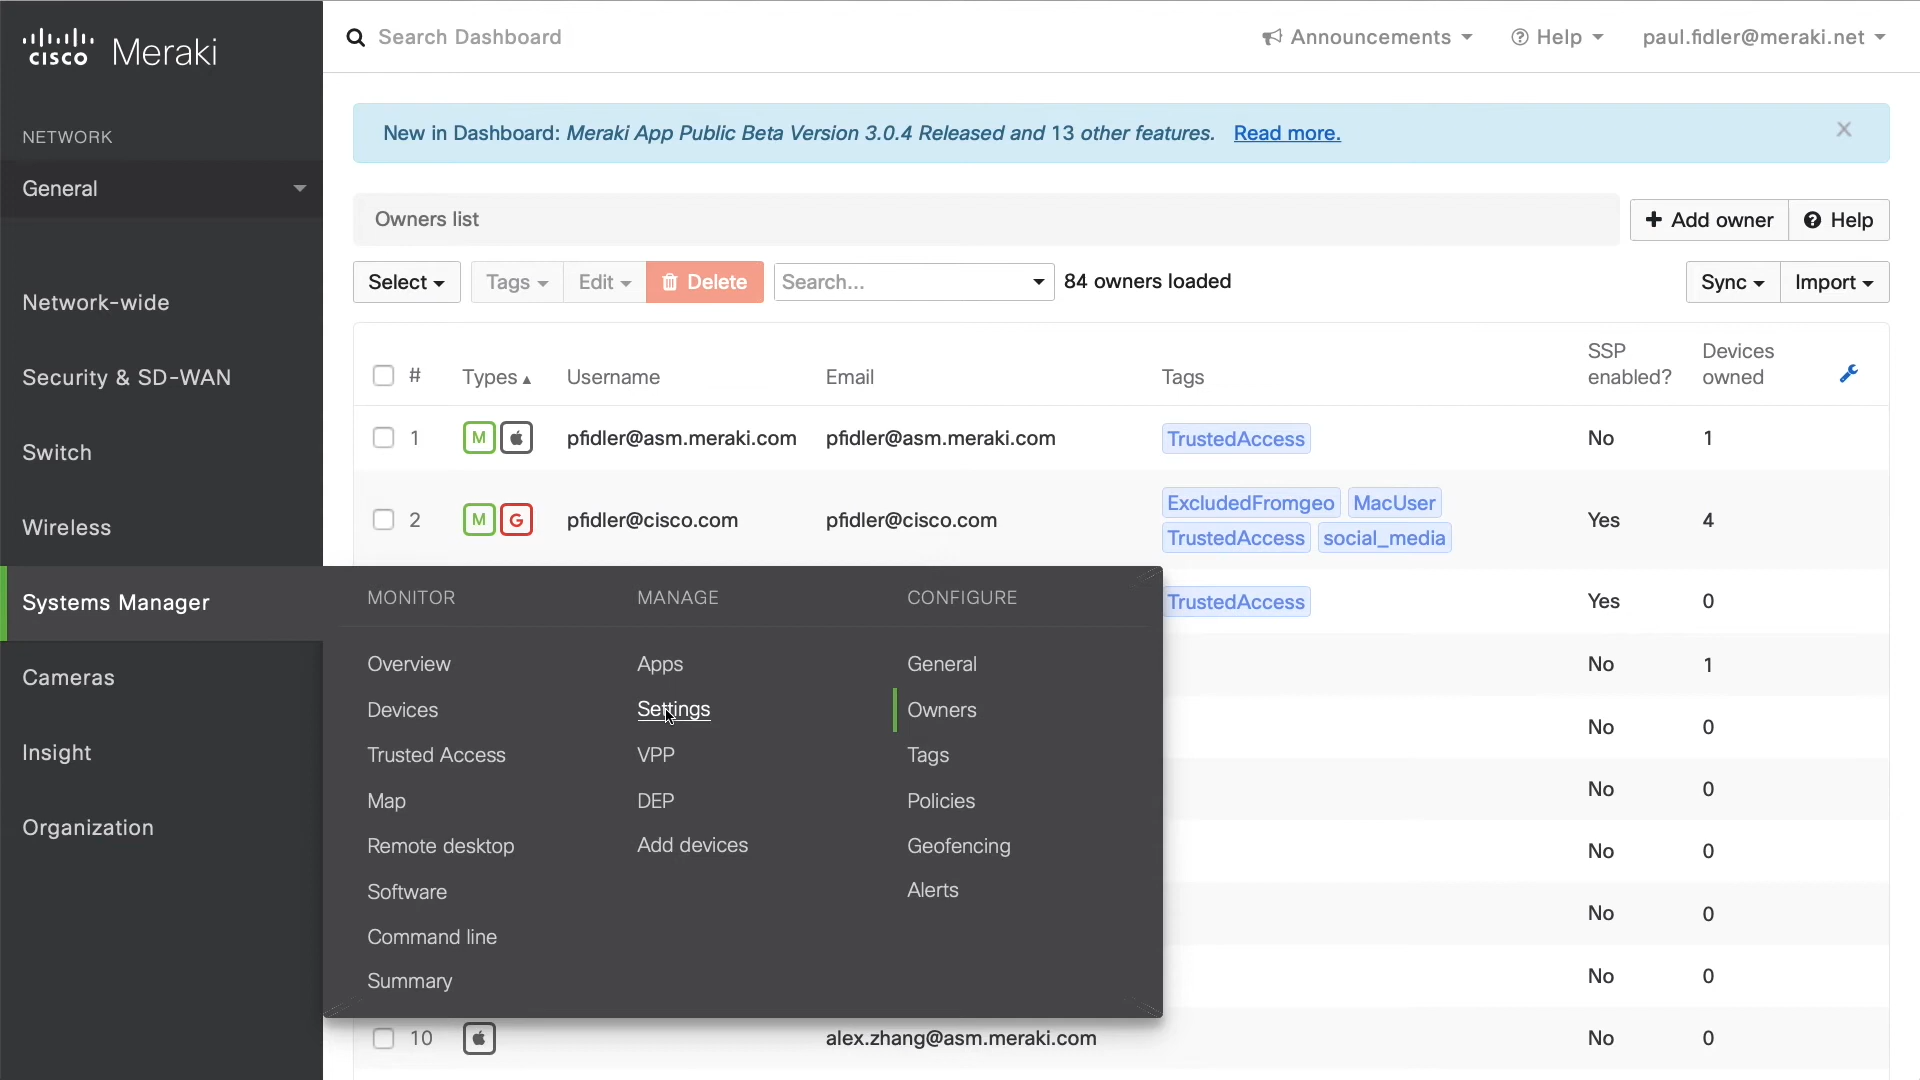 CISCO Meraki
Search Dashboard
Announcements
Help
paul.fidler@meraki.net
NETWORK
General
Network-wide
Security & SD-WAN
Switch
Wireless
Systems Manager
Cameras
Insight
Organization
New in Dashboard: Meraki App Public Beta Version 3.0.4 Released and 13 other features. Read more.
Owners list
Add owner
Help
Select
Tags
Edit
Delete
Search...
84 owners loaded
Sync
Import
# Types Username Email Tags SSP enabled? Devices owned
1 M pfidler@asm.meraki.com pfidler@asm.meraki.com TrustedAccess No 1
2 M G pfidler@cisco.com pfidler@cisco.com ExcludedFromgeo MacUser TrustedAccess social_media Yes 4
TrustedAccess Yes 0
No 1
No 0
No 0
No 0
No 0
No 0
10 alex.zhang@asm.meraki.com No 0
MONITOR
Overview
Devices
Trusted Access
Map
Remote desktop
Software
Command line
Summary
MANAGE
Apps
Settings
VPP
DEP
Add devices
CONFIGURE
General
Owners
Tags
Policies
Geofencing
Alerts